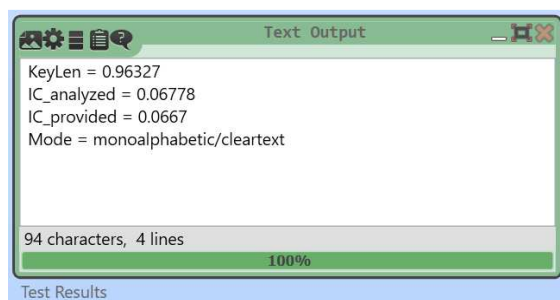 Text Output
KeyLen = 0.96327
IC_analyzed = 0.06778
IC_provided = 0.0667
Mode = monoalphabetic/cleartext
94 characters, 4 lines
100%
Test Results